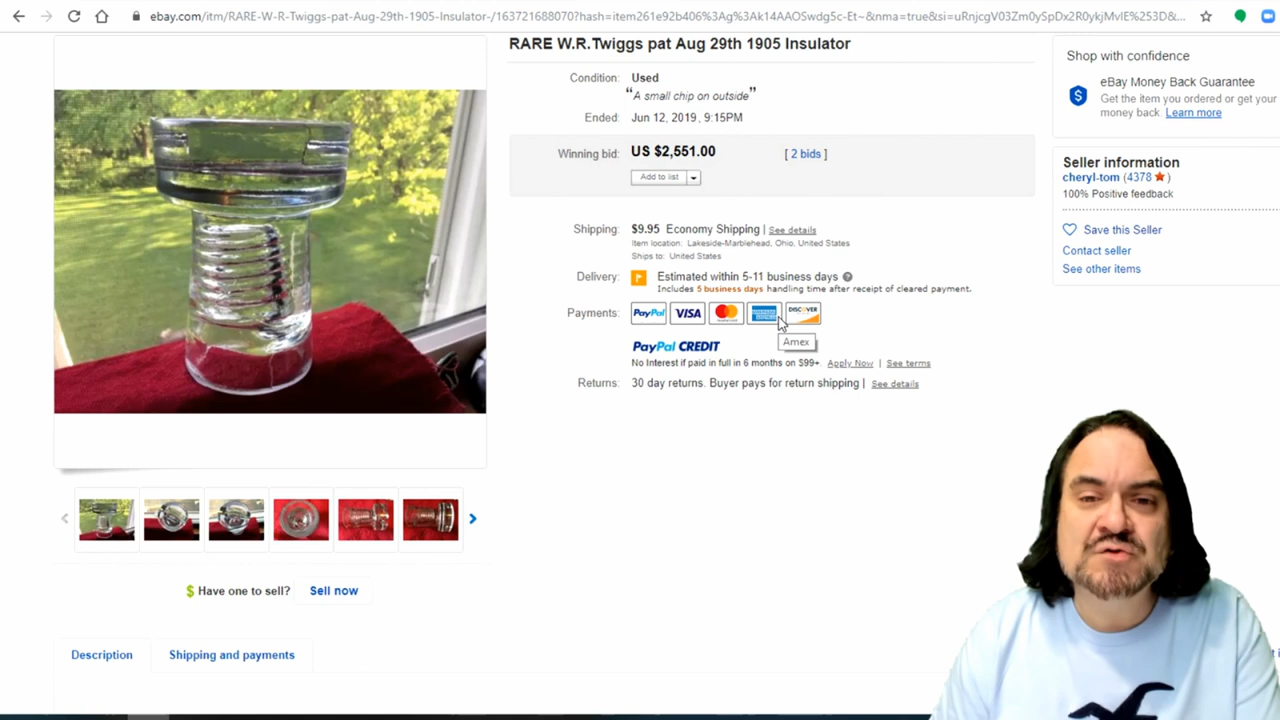 ebay.com/itm/RARE-W-R-Twiggs-pat-Aug-29th-1905-Insulator-/163721688070?hash=item261e92b406%3Ag%3Ak14AAOSwdg5c-Et~&nma=true&si=uRnjcgV03Zm0ySpDx2R0ykjMvIE%253D&...
RARE W.R.Twiggs pat Aug 29th 1905 Insulator
Condition: Used
“A small chip on outside”
Ended: Jun 12, 2019 , 9:15PM
Winning bid: US $2,551.00 [ 2 bids ]
Add to list
Shipping: $9.95 Economy Shipping | See details
Item location: Lakeside-Marblehead, Ohio, United States
Ships to: United States
Delivery: Estimated within 5-11 business days
Includes 5 business days handling time after receipt of cleared payment.
Payments: PayPal VISA MasterCard AMERICAN EXPRESS DISCOVER
Amex
PayPal CREDIT
No Interest if paid in full in 6 months on $99+. Apply Now | See terms
Returns: 30 day returns. Buyer pays for return shipping | See details
Shop with confidence
eBay Money Back Guarantee
Get the item you ordered or get your
money back. Learn more
Seller information
cheryl-tom (4378 )
100% Positive feedback
Save this Seller
Contact seller
See other items
$ Have one to sell? Sell now
Description Shipping and payments